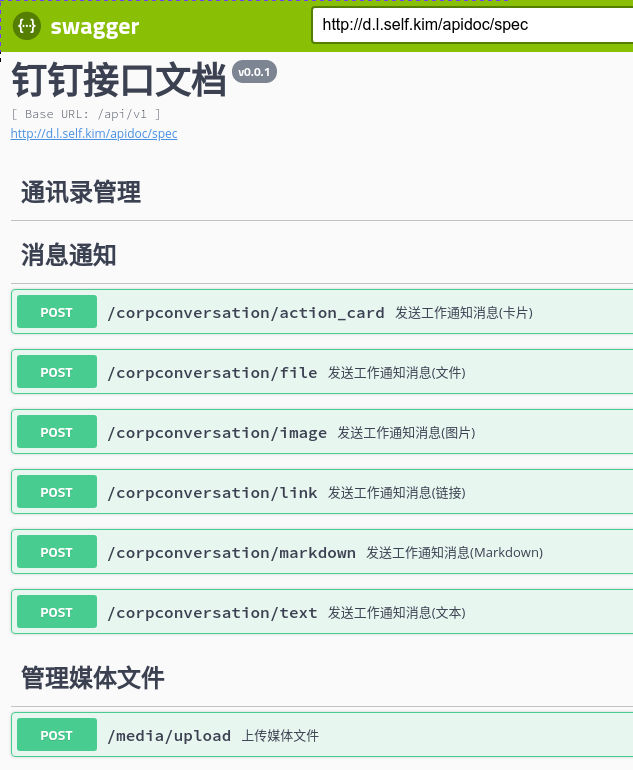 {··} swagger http://d.l.self.kim/apidoc/spec
钉钉接口文档 v0.0.1
[ Base URL: /api/v1 ]
http://d.l.self.kim/apidoc/spec
通讯录管理
消息通知
POST /corpconversation/action_card 发送工作通知消息(卡片)
POST /corpconversation/file 发送工作通知消息(文件)
POST /corpconversation/image 发送工作通知消息(图片)
POST /corpconversation/link 发送工作通知消息(链接)
POST /corpconversation/markdown 发送工作通知消息(Markdown)
POST /corpconversation/text 发送工作通知消息(文本)
管理媒体文件
POST /media/upload 上传媒体文件